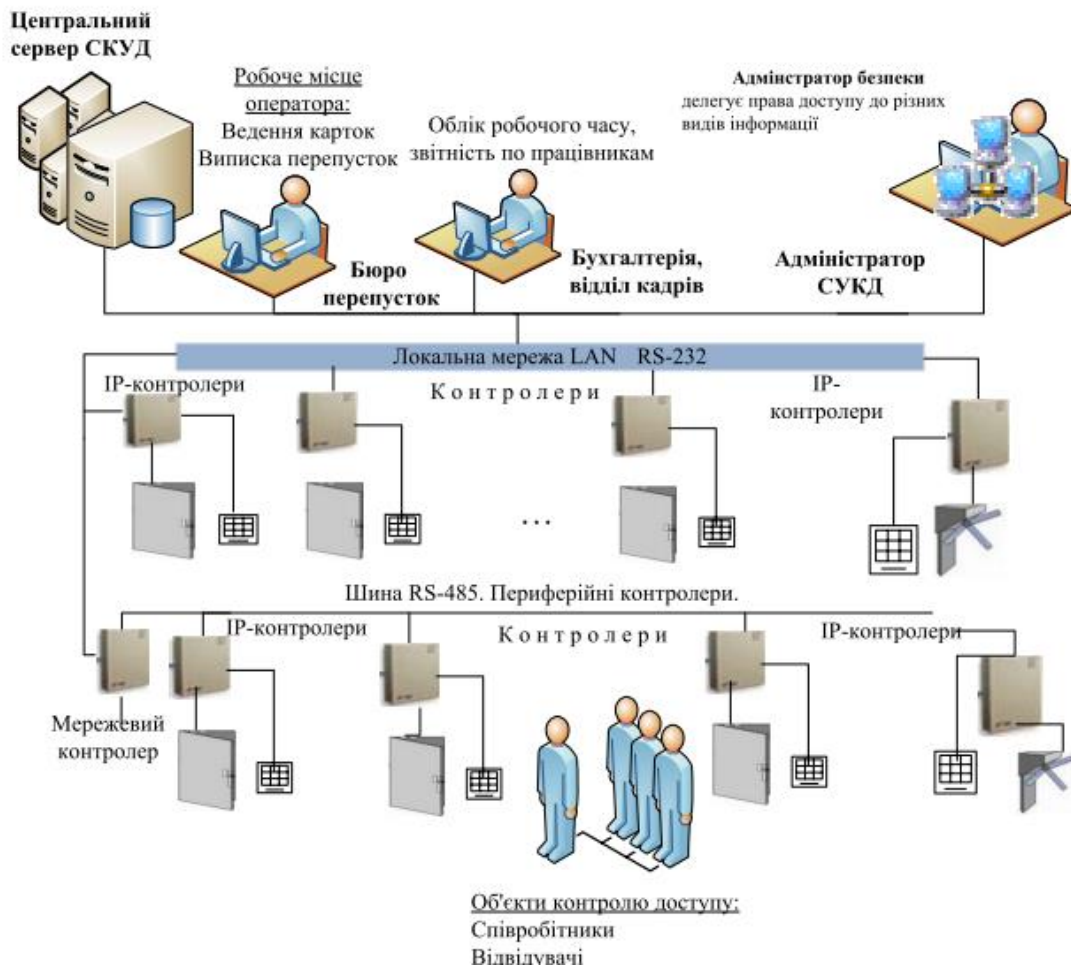 Центральний
сервер СКУД
Робоче місце
оператора:
Ведення карток
Виписка перепусток
Облік робочого часу,
звітність по працівникам
Адміністратор безпеки
делегує права доступу до різних
видів інформації
Бюро
перепусток
Бухгалтерія,
відділ кадрів
Адміністратор
СУКД
Локальна мережа LAN RS-232
IP-контролери
К о н т р о л е р и
IP-
контролери
...
Шина RS-485. Периферійні контролери.
IP-контролери
К о н т р о л е р и
IP-контролери
Мережевий
контролер
Об'єкти контролю доступу:
Співробітники
Відвідувачі